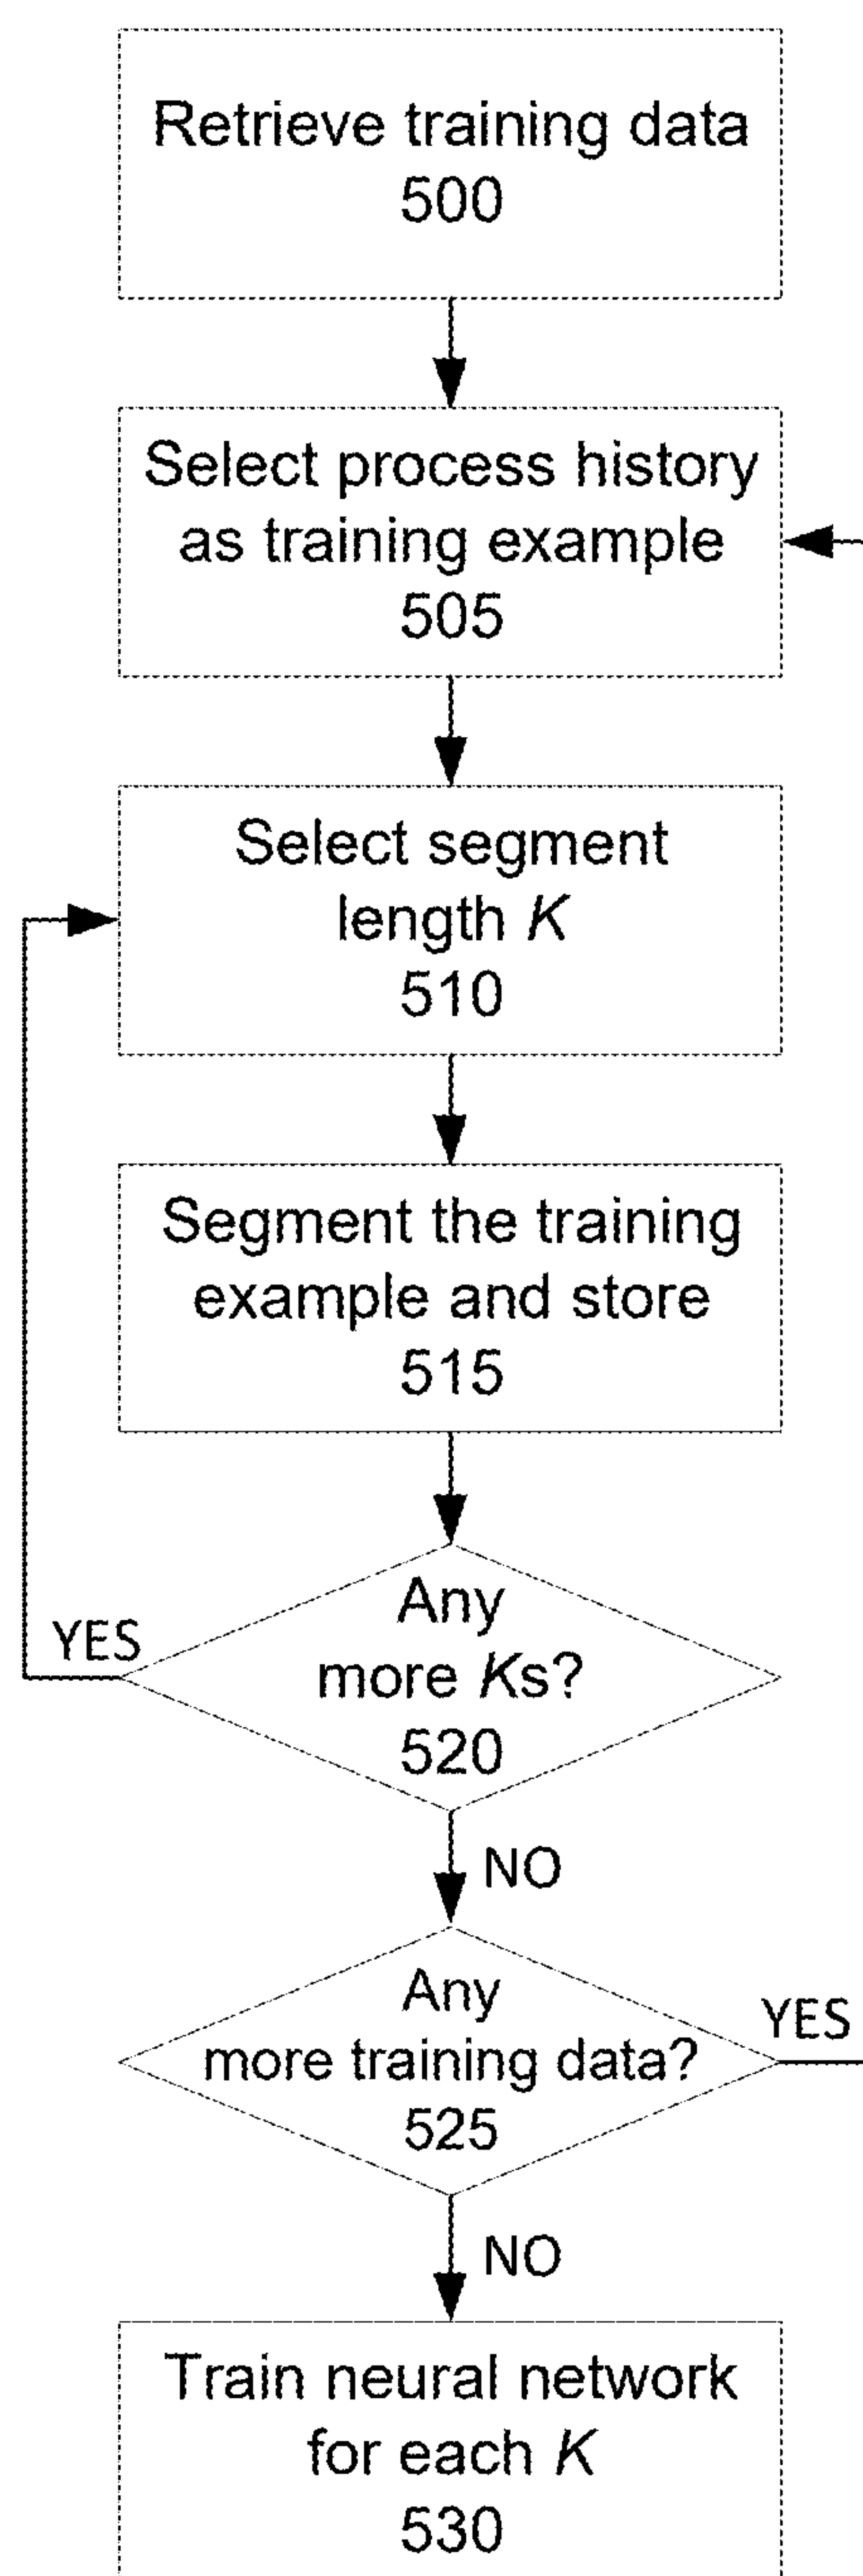 Retrieve training data
500
Select process history
as training example
505
Select segment
length K
510
Segment the training
example and store
515
Any
more Ks?
520
YES
NO
Any
more training data?
525
YES
NO
Train neural network
for each K
530